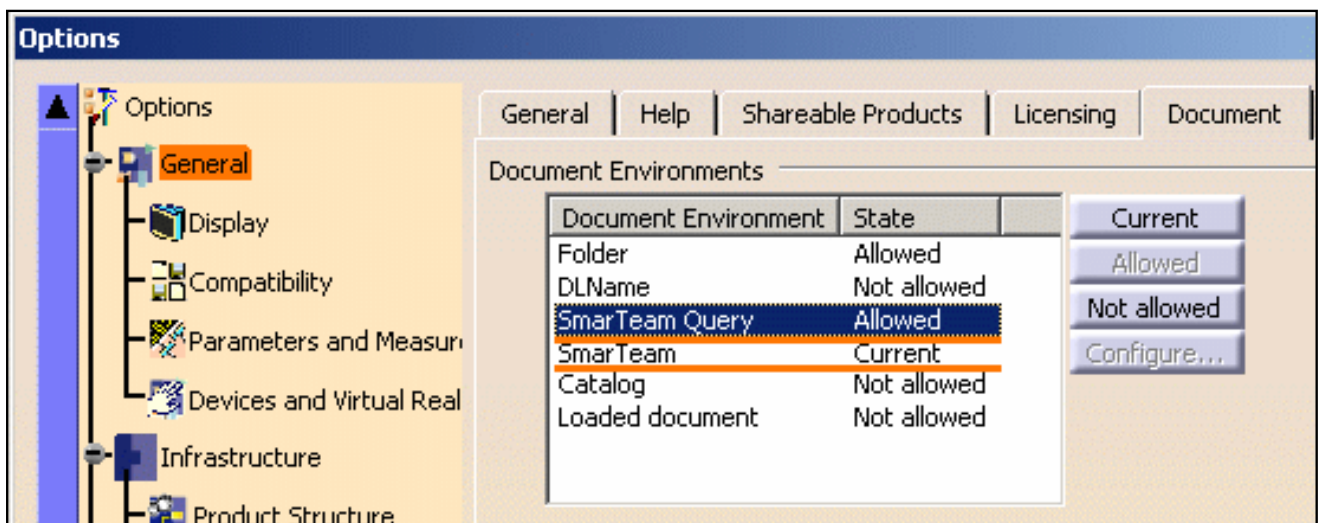 Options
Options
General
Display
Compatibility
Parameters and Measur
Devices and Virtual Real
Infrastructure
Product Structure
General Help Shareable Products Licensing Document
Document Environments
Document Environment State
Folder Allowed
DLName Not allowed
SmarTeam Query Allowed
SmarTeam Current
Catalog Not allowed
Loaded document Not allowed
Current
Allowed
Not allowed
Configure...